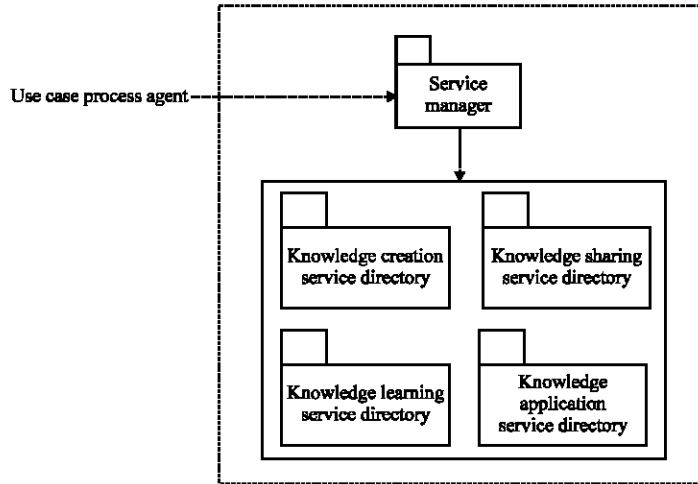 Service
manager
Use case process agent
Knowledge creation
service directory
Knowledge sharing
service directory
Knowledge learning
service directory
Knowledge
application
service directory